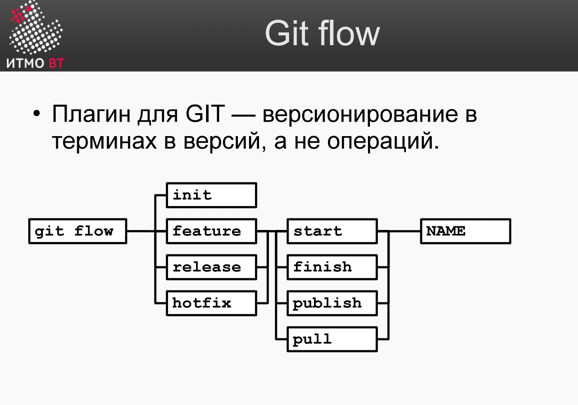 Git flow
ИТМО ВТ
• Плагин для GIT — версионирование в
терминах в версий, а не операций.
init
git flow feature start NAME
release finish
hotfix publish
pull